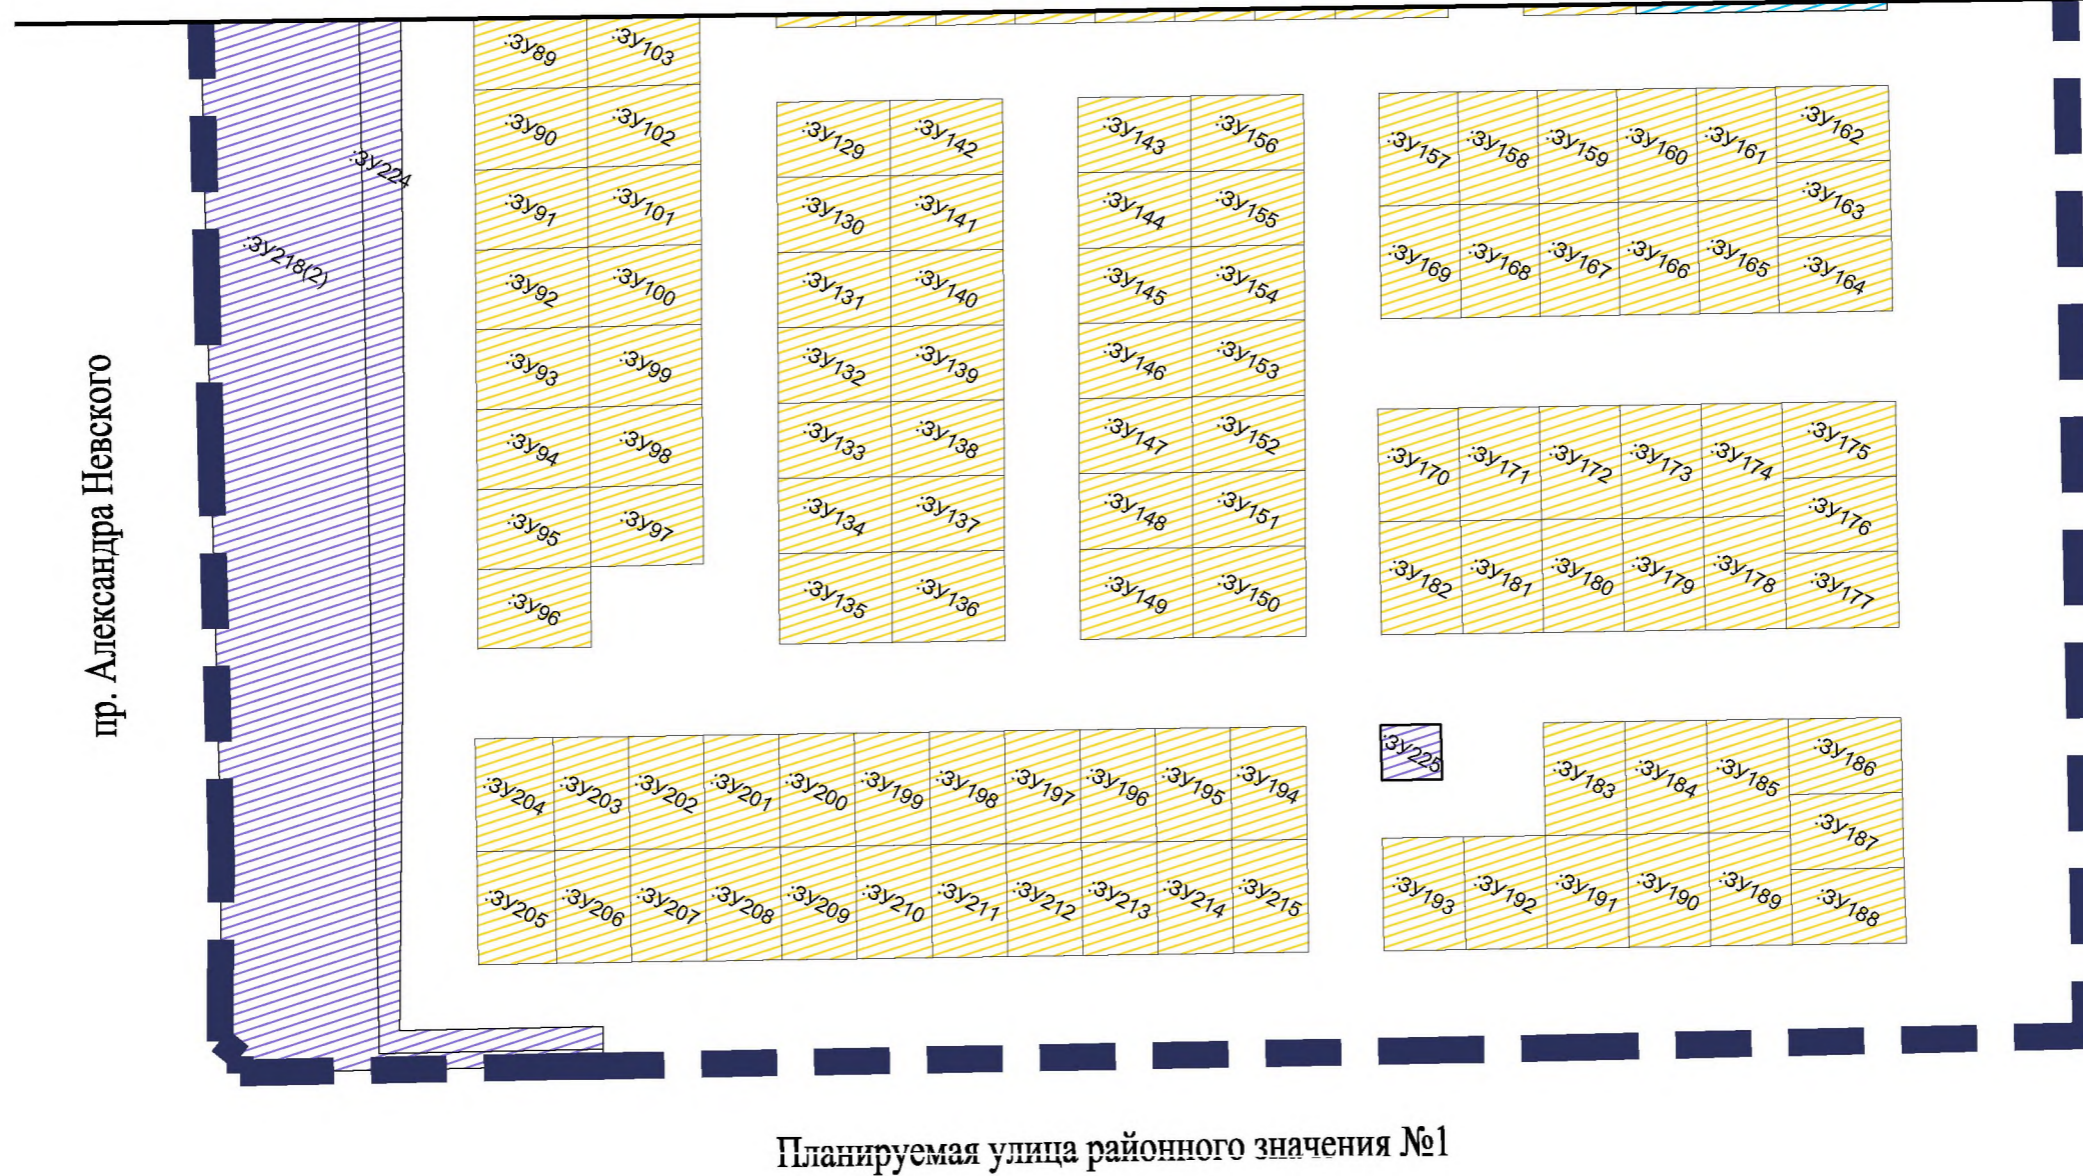 :ЗУ89
:ЗУ103
:ЗУ90
:ЗУ102
:ЗУ91
:ЗУ101
:ЗУ92
:ЗУ100
:ЗУ93
:ЗУ99
:ЗУ94
:ЗУ98
:ЗУ95
:ЗУ97
:ЗУ96
:ЗУ224
:ЗУ218(2)
пр. Александра Невского
:ЗУ129
:ЗУ142
:ЗУ130
:ЗУ141
:ЗУ131
:ЗУ140
:ЗУ132
:ЗУ139
:ЗУ133
:ЗУ138
:ЗУ134
:ЗУ137
:ЗУ135
:ЗУ136
:ЗУ143
:ЗУ156
:ЗУ144
:ЗУ155
:ЗУ145
:ЗУ154
:ЗУ146
:ЗУ153
:ЗУ147
:ЗУ152
:ЗУ148
:ЗУ151
:ЗУ149
:ЗУ150
:ЗУ157
:ЗУ158
:ЗУ159
:ЗУ160
:ЗУ161
:ЗУ162
:ЗУ163
:ЗУ169
:ЗУ168
:ЗУ167
:ЗУ166
:ЗУ165
:ЗУ164
:ЗУ170
:ЗУ171
:ЗУ172
:ЗУ173
:ЗУ174
:ЗУ175
:ЗУ176
:ЗУ182
:ЗУ181
:ЗУ180
:ЗУ179
:ЗУ178
:ЗУ177
:ЗУ204
:ЗУ203
:ЗУ202
:ЗУ201
:ЗУ200
:ЗУ199
:ЗУ198
:ЗУ197
:ЗУ196
:ЗУ195
:ЗУ194
:ЗУ205
:ЗУ206
:ЗУ207
:ЗУ208
:ЗУ209
:ЗУ210
:ЗУ211
:ЗУ212
:ЗУ213
:ЗУ214
:ЗУ215
:ЗУ225
:ЗУ183
:ЗУ184
:ЗУ185
:ЗУ186
:ЗУ187
:ЗУ193
:ЗУ192
:ЗУ191
:ЗУ190
:ЗУ189
:ЗУ188
Планируемая улица районного значения №1